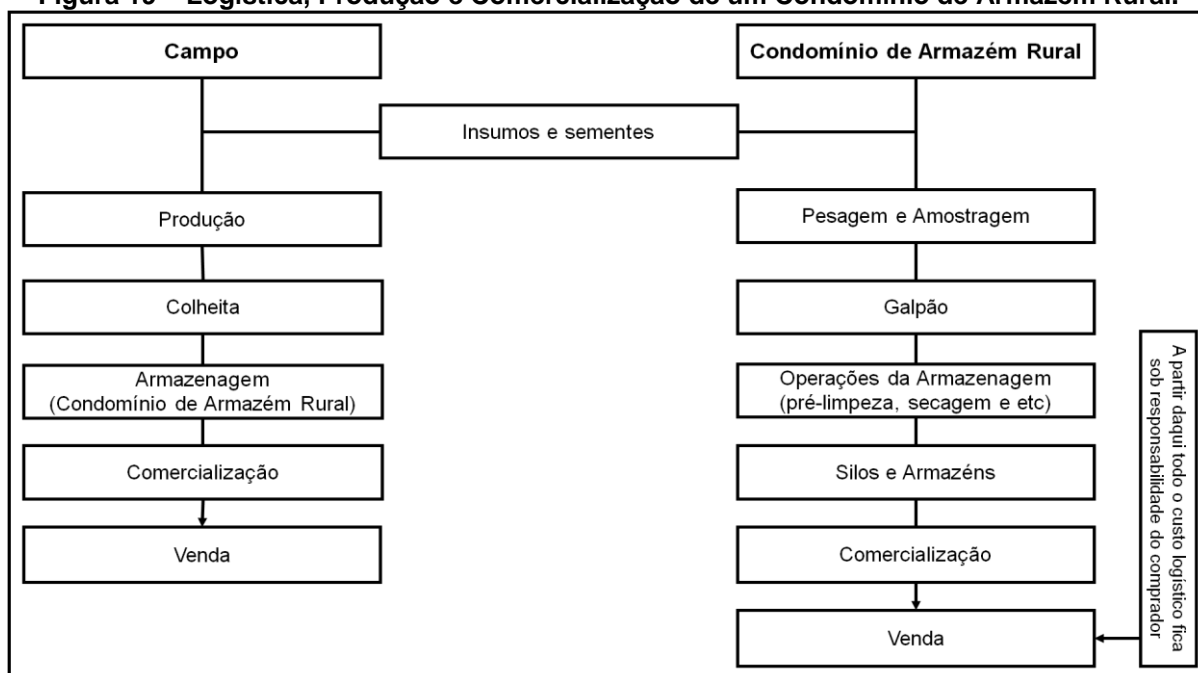 Figura 19 – Logística, Produção e Comercialização de um Condomínio de Armazém Rural.
Campo
Condomínio de Armazém Rural
Insumos e sementes
Produção
Pesagem e Amostragem
Colheita
Galpão
Armazenagem
(Condomínio de Armazém Rural)
Operações da Armazenagem
(pré-limpeza, secagem e etc)
Comercialização
Silos e Armazéns
Venda
Comercialização
Venda
A partir daqui todo o custo logístico fica
sob responsabilidade do comprador